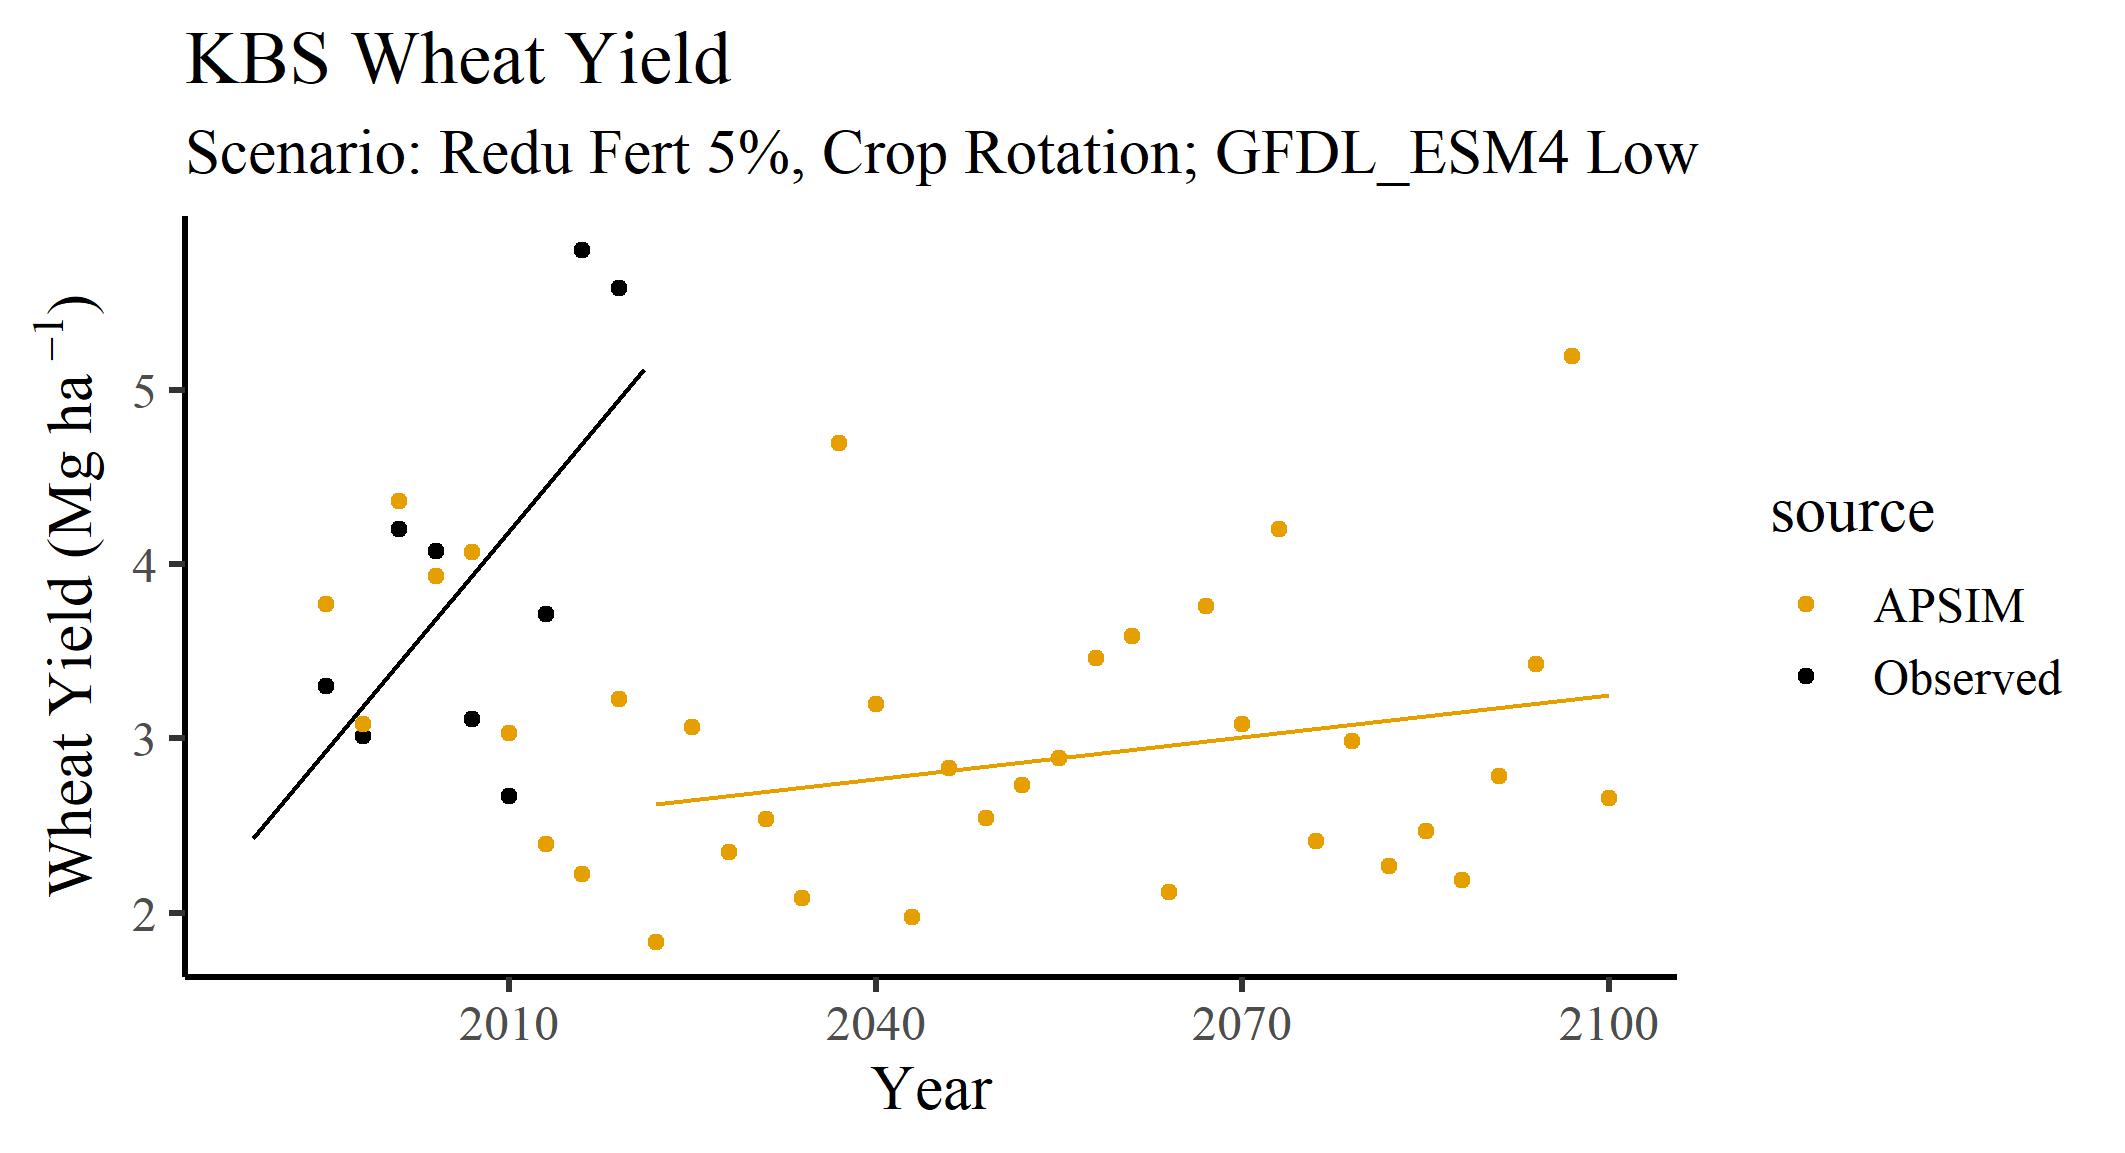 KBS Wheat Yield
Scenario: Redu Fert 5%, Crop Rotation; GFDL_ESM4 Low
Wheat Yield (Mg ha −1)
5
4
3
2
2010
2040
2070
2100
Year
source
APSIM
Observed